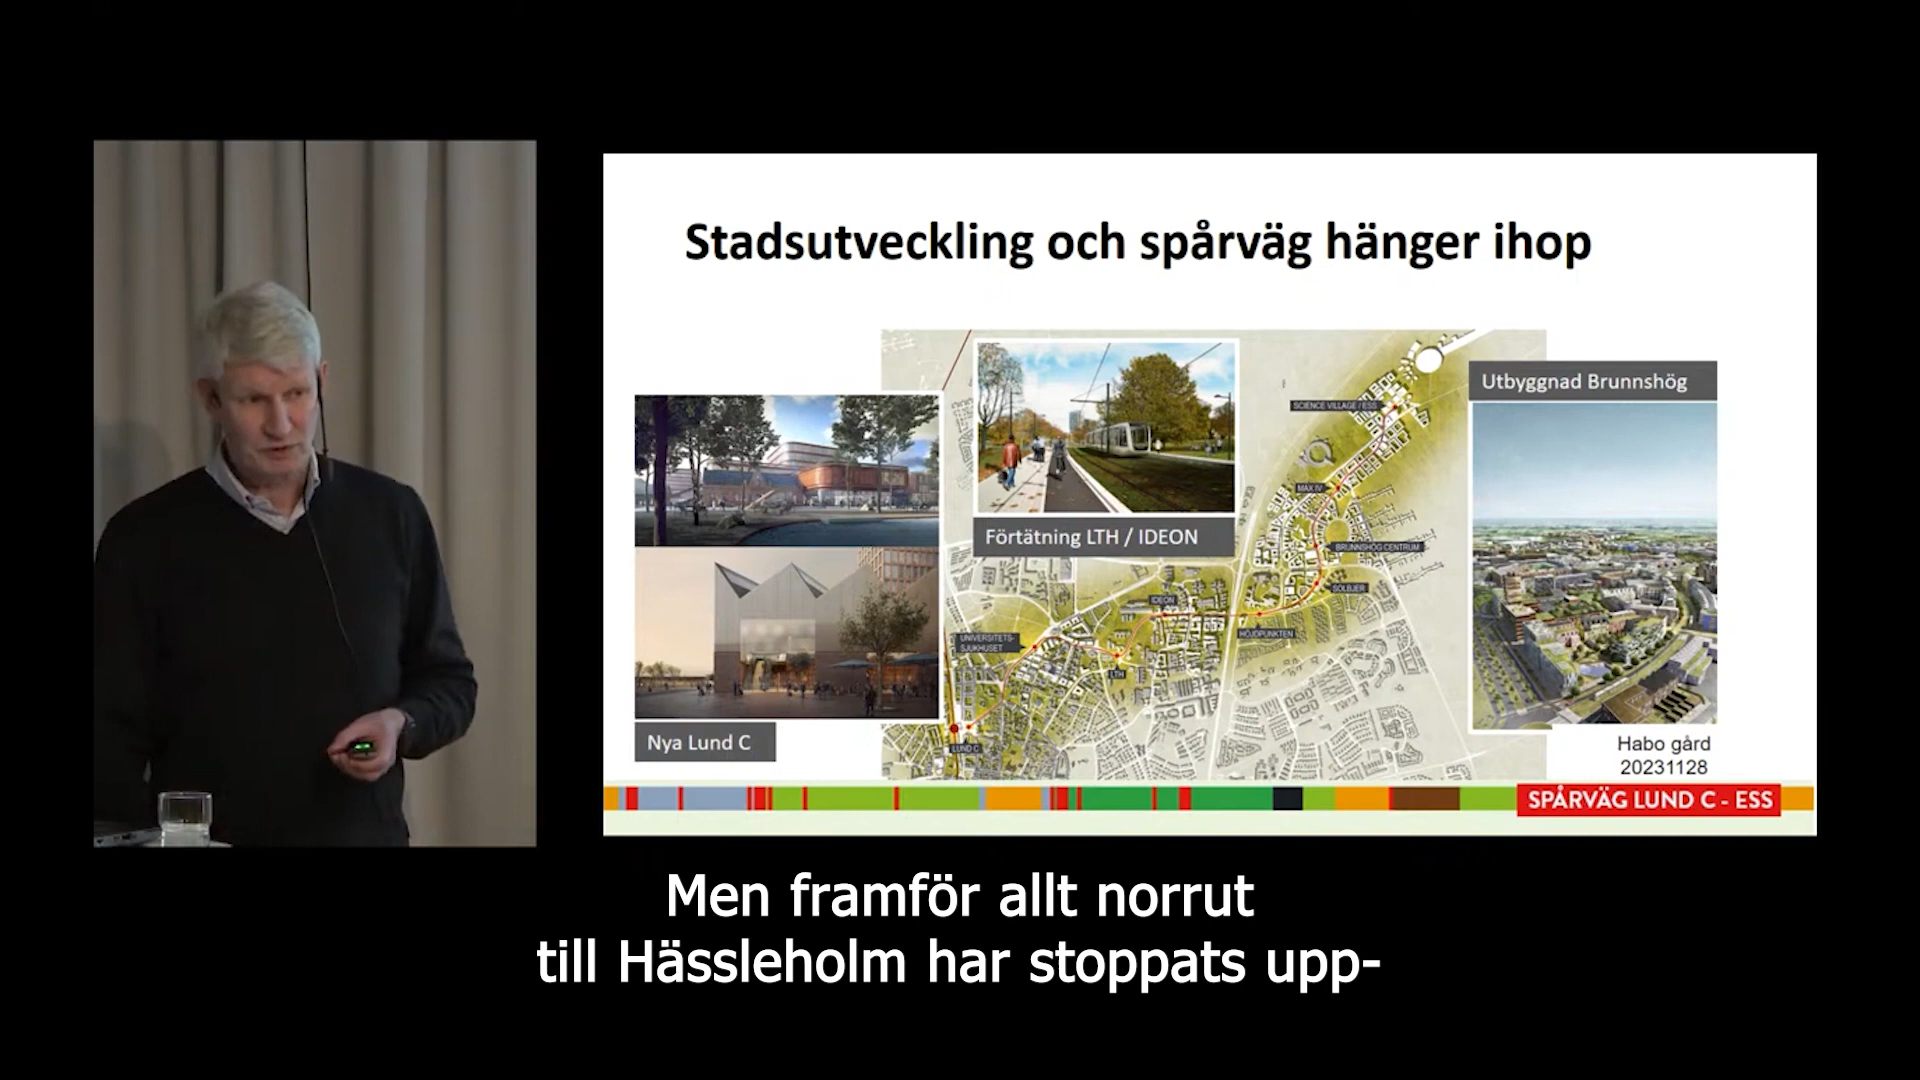 Stadsutveckling och spårväg hänger ihop
Utbyggnad Brunnshög
SCIENCE VILLAGE / ESS
MAX IV
Förtätning LTH / IDEON
BRUNNSHÖG CENTRUM
SOLBJER
IDEON
HÖJDPUNKTEN
UNIVERSITETS-
SJUKHUSET
LTH
Nya Lund C
LUND C
Habo gård
20231128
SPÅRVÄG LUND C - ESS
Men framför allt norrut
till Hässleholm har stoppats upp-